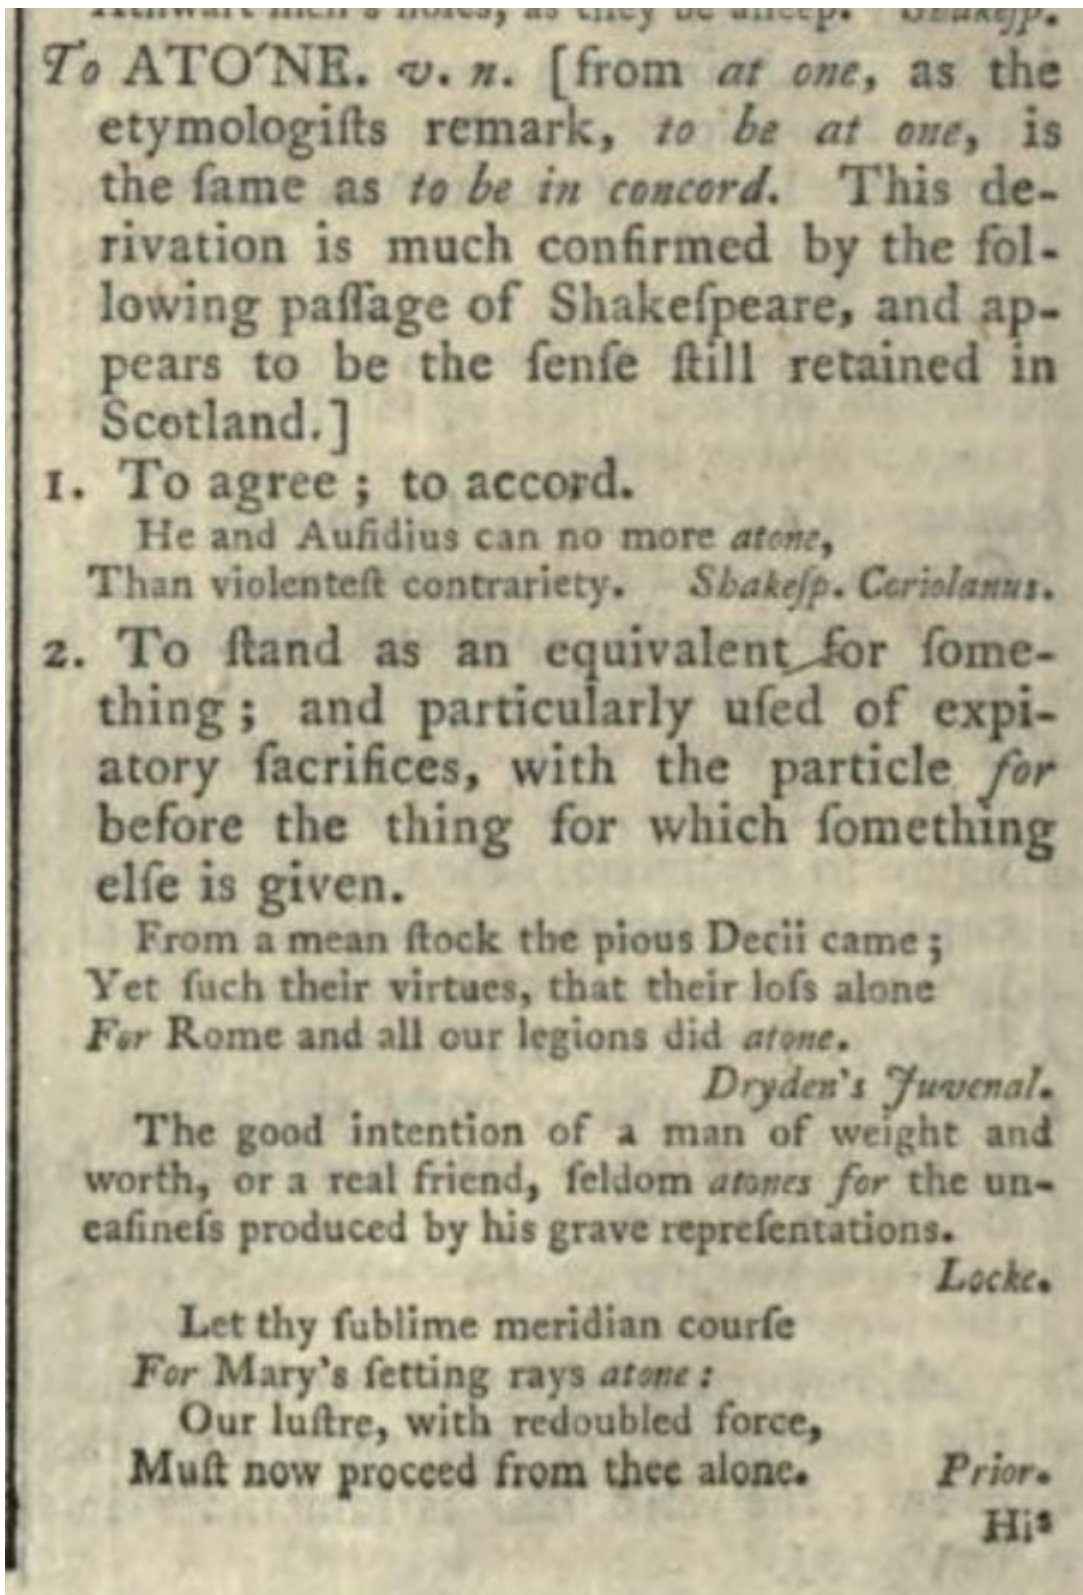 To ATO'NE. v. n. [from at one, as the
etymologiſts remark, to be at one, is
the ſame as to be in concord. This de-
rivation is much confirmed by the fol-
lowing paſſage of Shakeſpeare, and ap-
pears to be the ſenſe ſtill retained in
Scotland.]
1. To agree ; to accord.
He and Aufidius can no more atone,
Than violenteſt contrariety. Shakeſp. Coriolanus.
2. To ſtand as an equivalent for ſome-
thing ; and particularly uſed of expi-
atory ſacrifices, with the particle for
before the thing for which ſomething
elſe is given.
From a mean ſtock the pious Decii came ;
Yet ſuch their virtues, that their loſs alone
For Rome and all our legions did atone.
Dryden's Juvenal.
The good intention of a man of weight and
worth, or a real friend, ſeldom atones for the un-
eaſineſs produced by his grave repreſentations.
Locke.
Let thy ſublime meridian courſe
For Mary's ſetting rays atone :
Our luſtre, with redoubled force,
Muſt now proceed from thee alone. Prior.
His